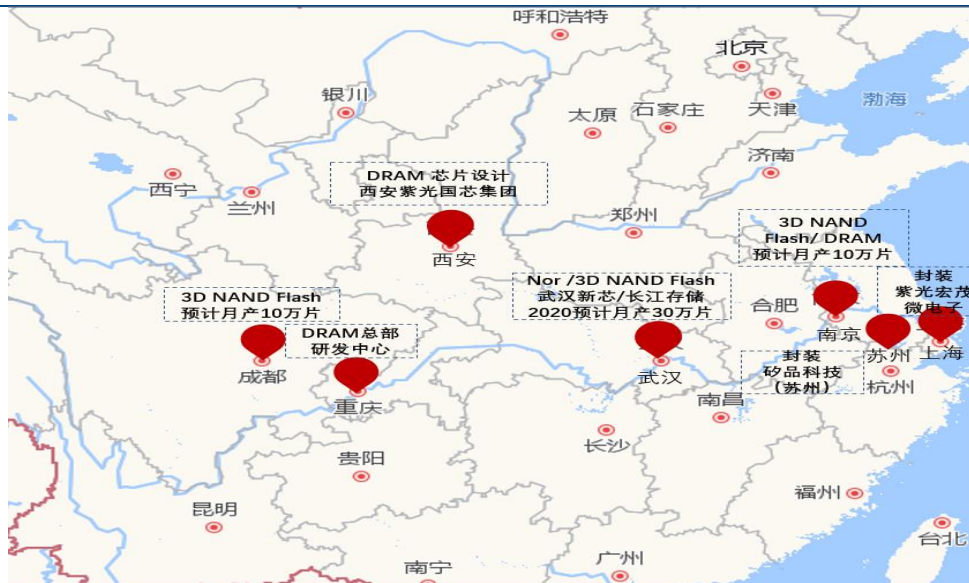 呼和浩特
北京
银川
天津
渤海
太原
石家庄
济南
西宁
兰州
DRAM 芯片设计
西安紫光国芯集团
西安
郑州
3D NAND
Flash/ DRAM
预计月产10万片
封装
紫光宏茂
微电子
3D NAND Flash
预计月产10万片
DRAM总部
研发中心
Nor /3D NAND Flash
武汉新芯/长江存储
2020预计月产30万片
合肥
南京
苏州
上海
成都
重庆
武汉
封装
矽品科技
(苏州)
杭州
南昌
长沙
贵阳
福州
昆明
台北
南宁
广州